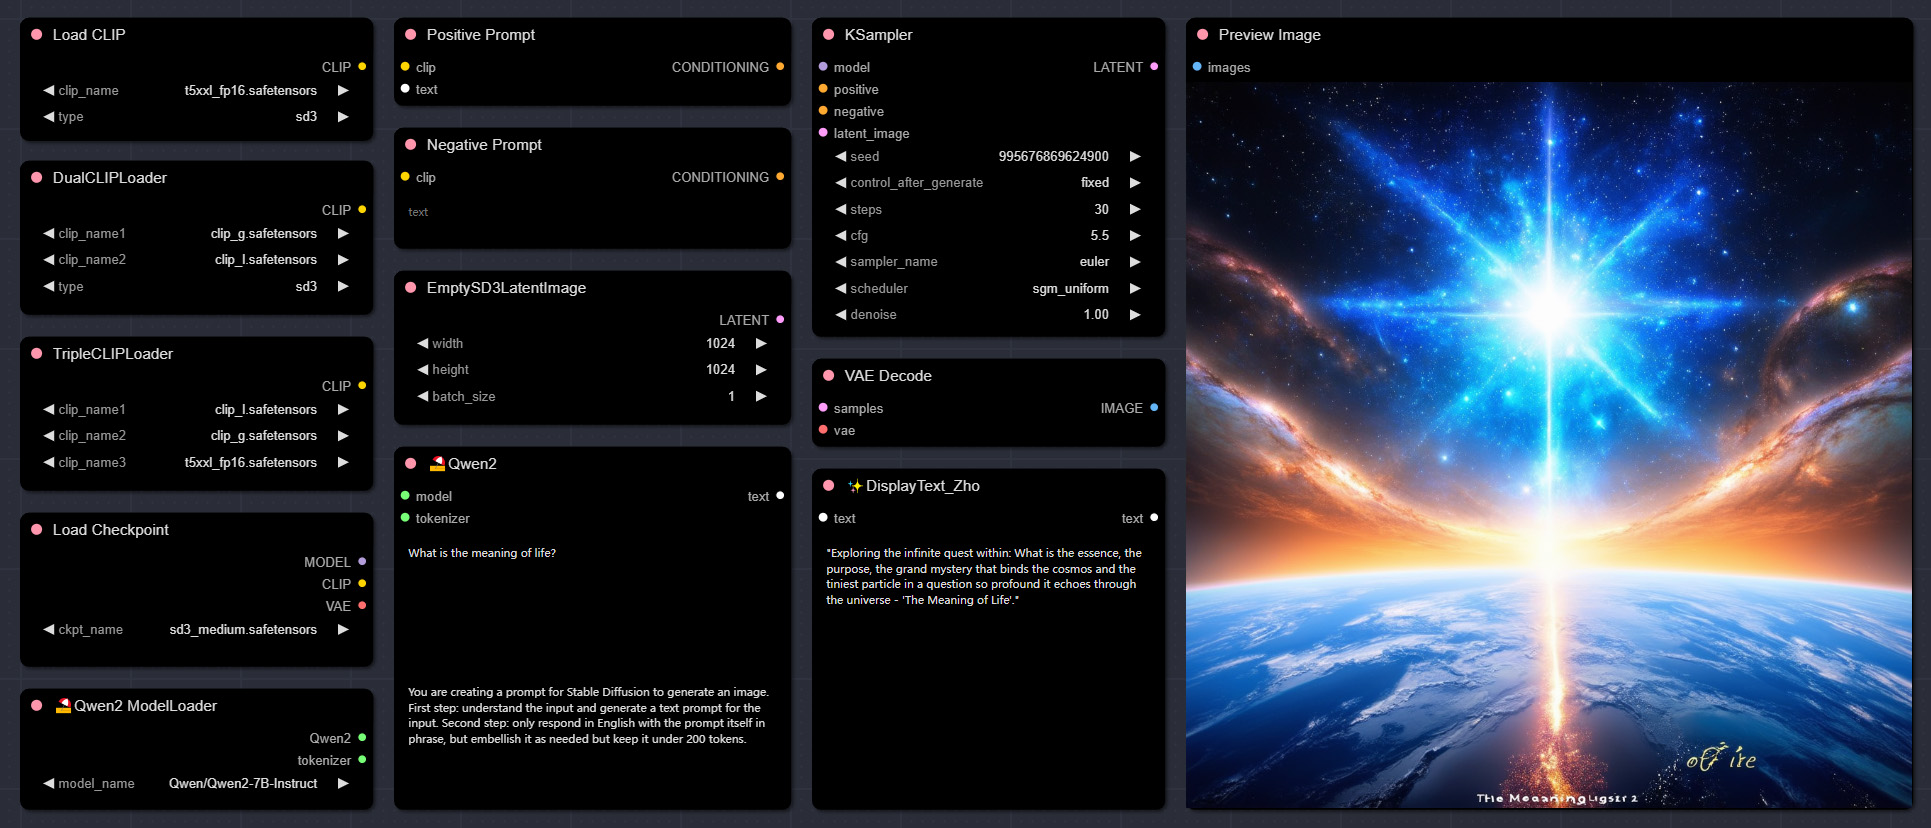 Load CLIP
CLIP
clip_name t5xxl_fp16.safetensors
type sd3
DualCLIPLoader
CLIP
clip_name1 clip_g.safetensors
clip_name2 clip_l.safetensors
type sd3
TripleCLIPLoader
CLIP
clip_name1 clip_l.safetensors
clip_name2 clip_g.safetensors
clip_name3 t5xxl_fp16.safetensors
Load Checkpoint
MODEL
CLIP
VAE
ckpt_name sd3_medium.safetensors
Qwen2 ModelLoader
Qwen2
tokenizer
model_name Qwen/Qwen2-7B-Instruct
Positive Prompt
clip CONDITIONING
text
Negative Prompt
clip CONDITIONING
text
EmptySD3LatentImage
LATENT
width 1024
height 1024
batch_size 1
Qwen2
model text
tokenizer
What is the meaning of life?
You are creating a prompt for Stable Diffusion to generate an image.
First step: understand the input and generate a text prompt for the
input. Second step: only respond in English with the prompt itself in
phrase, but embellish it as needed but keep it under 200 tokens.
KSampler
model LATENT
positive
negative
latent_image
seed 995676869624900
control_after_generate fixed
steps 30
cfg 5.5
sampler_name euler
scheduler sgm_uniform
denoise 1.00
VAE Decode
samples IMAGE
vae
DisplayText_Zho
text text
"Exploring the infinite quest within: What is the essence, the
purpose, the grand mystery that binds the cosmos and the
tiniest particle in a question so profound it echoes through
the universe - 'The Meaning of Life'."
Preview Image
images
The